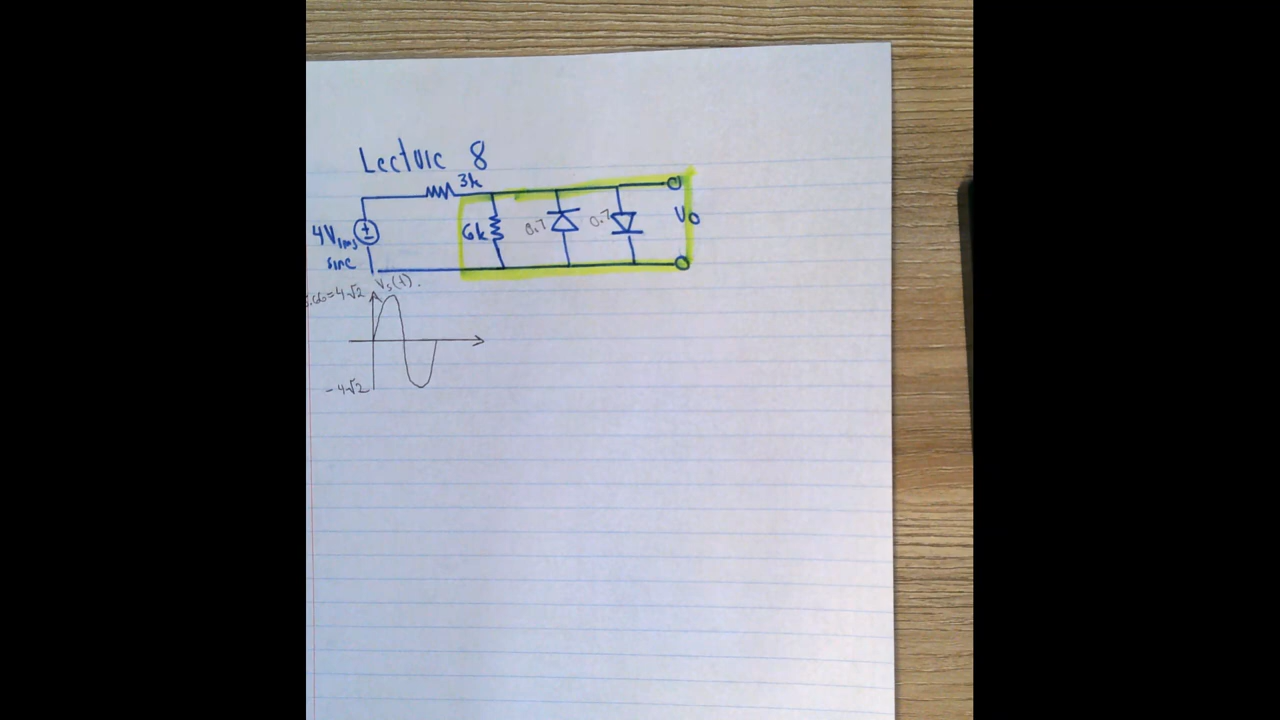 Lecture 8
3k
4Vrms
sine
6k
0.7
0.7
Vo
Vs(t).
5.66=4√2
-4√2